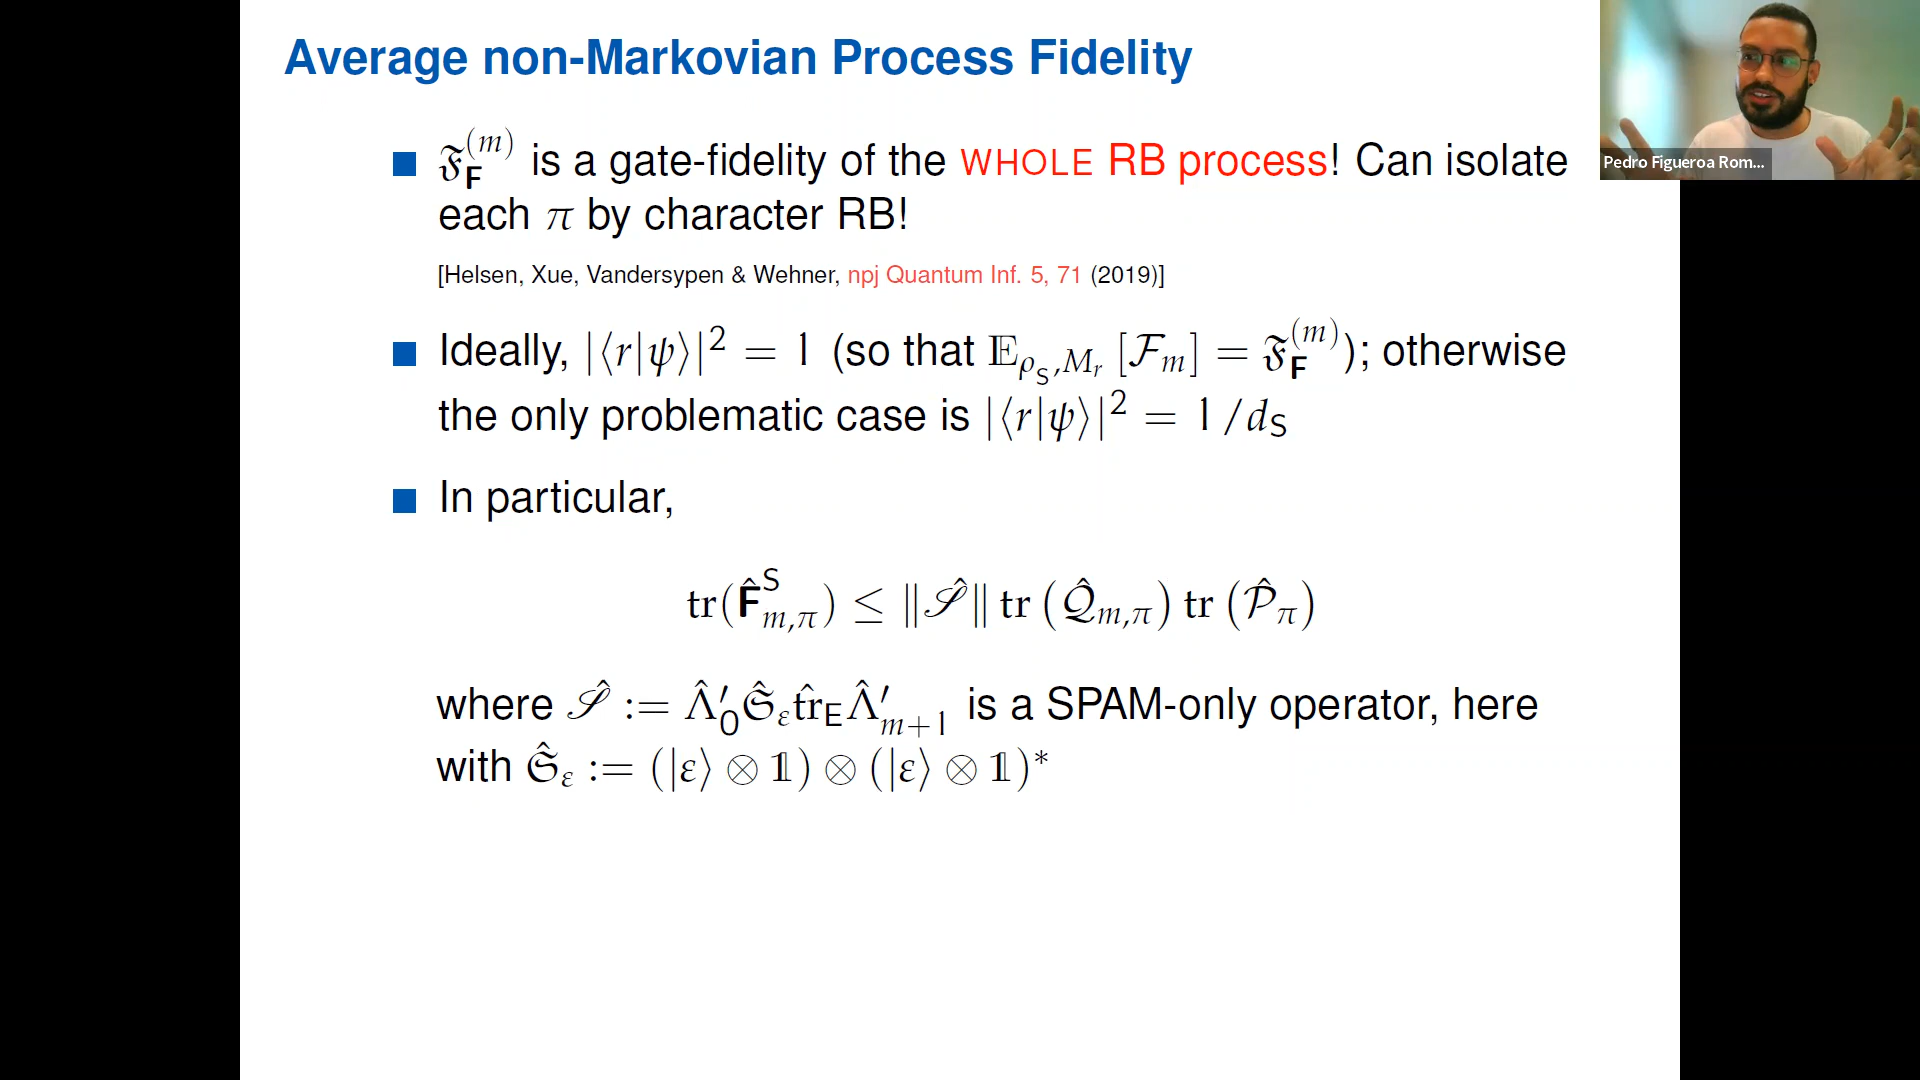 Average non-Markovian Process Fidelity
Pedro Figueroa Rom...
■ 𝔉_𝐅^(m) is a gate-fidelity of the WHOLE RB process! Can isolate
each π by character RB!
[Helsen, Xue, Vandersypen & Wehner, npj Quantum Inf. 5, 71 (2019)]
■ Ideally, |⟨r|ψ⟩|² = 1 (so that 𝔼_{ρ_S,M_r} [ℱ_m] = 𝔉_𝐅^(m)); otherwise
the only problematic case is |⟨r|ψ⟩|² = 1/d_S
■ In particular,
tr(𝐅̂^S_{m,π}) ≤ ‖𝒮̂‖ tr (𝒬̂_{m,π}) tr (𝒫̂_π)
where 𝒮̂ := Λ̂′_0 𝔖̂_ε t̂r_E Λ̂′_{m+1} is a SPAM-only operator, here
with 𝔖̂_ε := (|ε⟩ ⊗ 𝟙) ⊗ (|ε⟩ ⊗ 𝟙)*